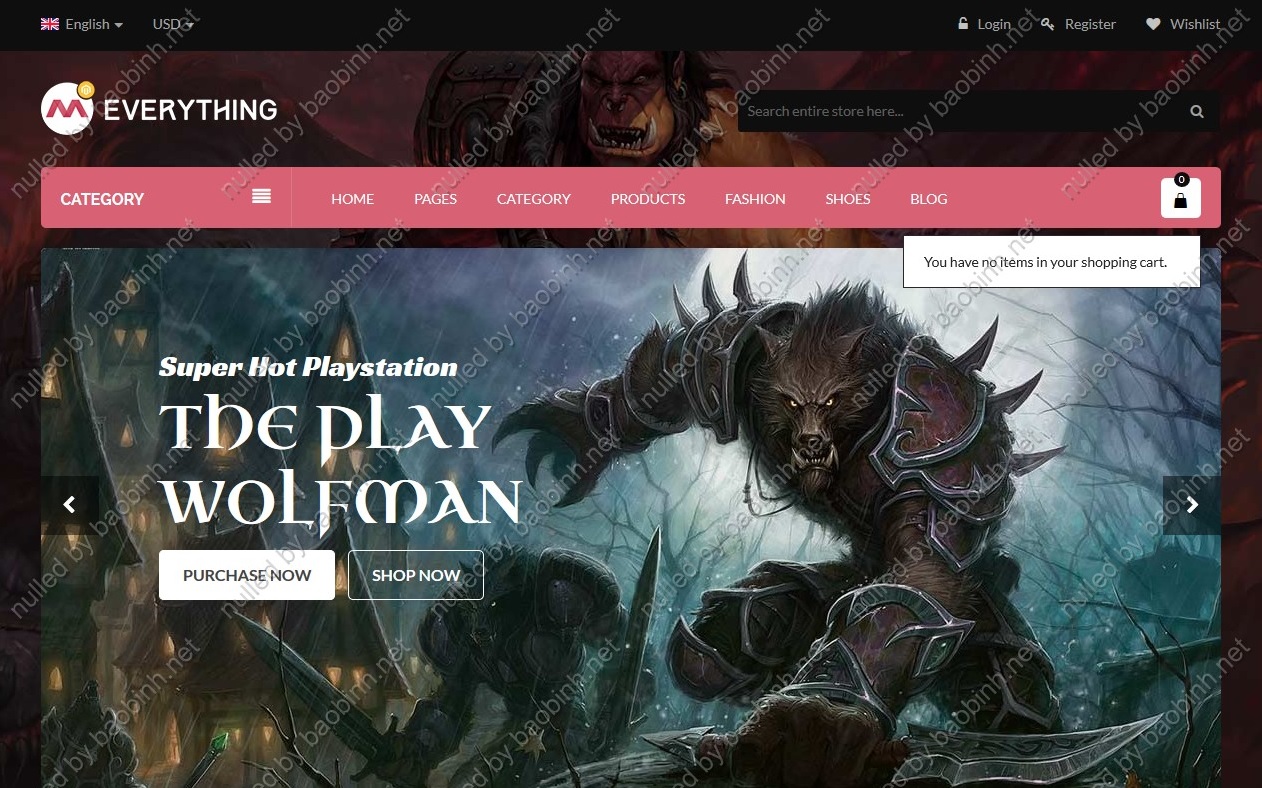 English USD Login Register Wishlist
M EVERYTHING
Search entire store here...
CATEGORY HOME PAGES CATEGORY PRODUCTS FASHION SHOES BLOG 0
You have no items in your shopping cart.
Super Hot Playstation
The Play
Wolfman
PURCHASE NOW SHOP NOW
nulled by baobinh.net